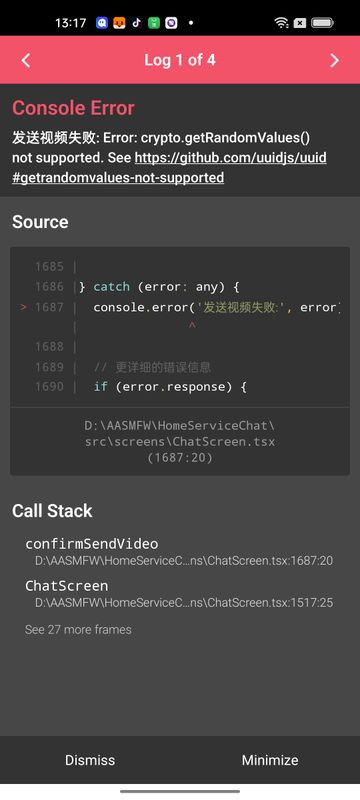 13:17
Log 1 of 4
Console Error
发送视频失败: Error: crypto.getRandomValues()
not supported. See https://github.com/uuidjs/uuid
#getrandomvalues-not-supported
Source
1685 |
1686 |} catch (error: any) {
> 1687 |  console.error('发送视频失败:', error)
|             ^
1688 |
1689 |  // 更详细的错误信息
1690 |  if (error.response) {
D:\AASMFW\HomeServiceChat\
src\screens\ChatScreen.tsx
(1687:20)
Call Stack
confirmSendVideo
D:\AASMFW\HomeServiceC…ns\ChatScreen.tsx:1687:20
ChatScreen
D:\AASMFW\HomeServiceC…ns\ChatScreen.tsx:1517:25
See 27 more frames
Dismiss
Minimize